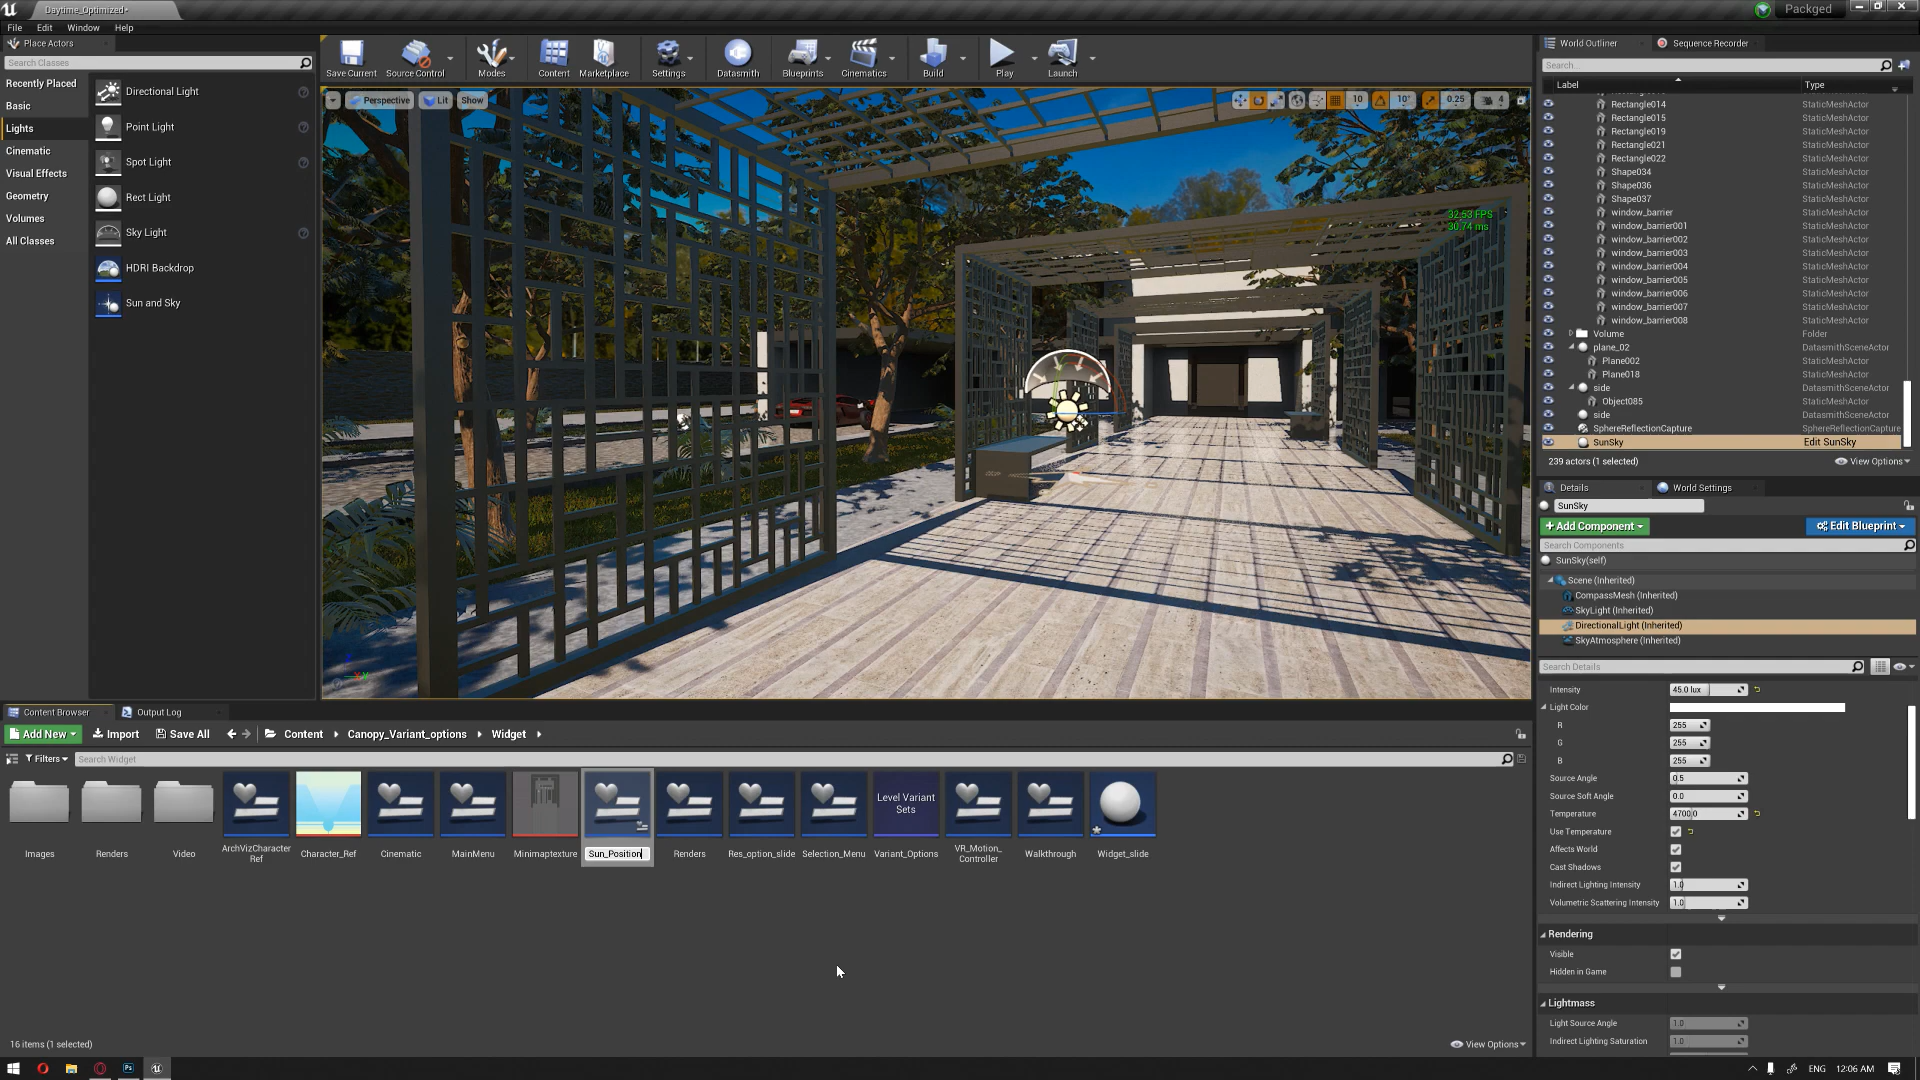 Daytime_Optimized•
Packged
File Edit Window Help
Place Actors
Search Classes
Recently Placed
Basic
Lights
Cinematic
Visual Effects
Geometry
Volumes
All Classes
Directional Light
Point Light
Spot Light
Rect Light
Sky Light
HDRI Backdrop
Sun and Sky
Save Current Source Control Modes Content Marketplace Settings Datasmith Blueprints Cinematics Build Play Launch
Perspective Lit Show
10 10° 0.25 4
32.53 FPS
30.74 ms
World Outliner Sequence Recorder
Search...
Label Type
Rectangle014 StaticMeshActor
Rectangle015 StaticMeshActor
Rectangle019 StaticMeshActor
Rectangle021 StaticMeshActor
Rectangle022 StaticMeshActor
Shape034 StaticMeshActor
Shape036 StaticMeshActor
Shape037 StaticMeshActor
window_barrier StaticMeshActor
window_barrier001 StaticMeshActor
window_barrier002 StaticMeshActor
window_barrier003 StaticMeshActor
window_barrier004 StaticMeshActor
window_barrier005 StaticMeshActor
window_barrier006 StaticMeshActor
window_barrier007 StaticMeshActor
window_barrier008 StaticMeshActor
Volume Folder
plane_02 DatasmithSceneActor
Plane002 StaticMeshActor
Plane018 StaticMeshActor
side DatasmithSceneActor
Object085 StaticMeshActor
side DatasmithSceneActor
SphereReflectionCapture SphereReflectionCapture
SunSky Edit SunSky
239 actors (1 selected) View Options
Details World Settings
SunSky
Add Component Edit Blueprint
Search Components
SunSky(self)
Scene (Inherited)
CompassMesh (Inherited)
SkyLight (Inherited)
DirectionalLight (Inherited)
SkyAtmosphere (Inherited)
Search Details
Intensity 45.0 lux
Light Color
R 255
G 255
B 255
Source Angle 0.5
Source Soft Angle 0.0
Temperature 4700.0
Use Temperature
Affects World
Cast Shadows
Indirect Lighting Intensity 1.0
Volumetric Scattering Intensity 1.0
Rendering
Visible
Hidden in Game
Lightmass
Light Source Angle 1.0
Indirect Lighting Saturation 1.0
Content Browser Output Log
Add New Import Save All Content Canopy_Variant_options Widget
Filters Search Widget
Level Variant
Sets
Images Renders Video ArchVizCharacter
Ref
Character_Ref Cinematic MainMenu Minimaptexture Sun_Position Renders Res_option_slide Selection_Menu Variant_Options VR_Motion_
Controller
Walkthrough Widget_slide
16 items (1 selected) View Options
ENG 12:06 AM